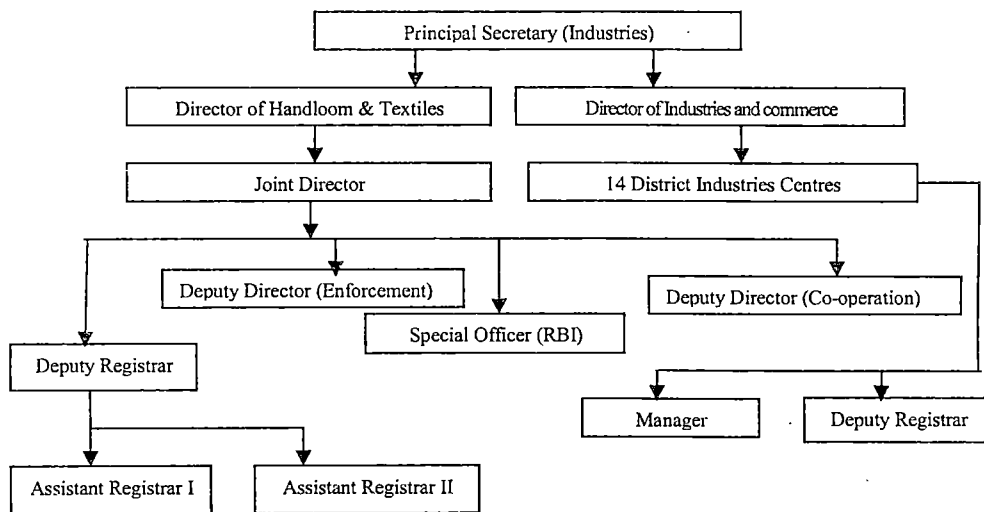 Principal Secretary (Industries)
Director of Handloom & Textiles
Director of Industries and commerce
Joint Director
14 District Industries Centres
Deputy Director (Enforcement)
Deputy Director (Co-operation)
Special Officer (RBI)
Deputy Registrar
Manager
Deputy Registrar
Assistant Registrar I
Assistant Registrar II